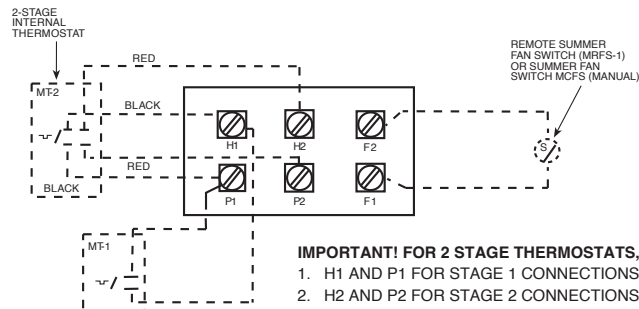 2-STAGE
INTERNAL
THERMOSTAT
RED
REMOTE SUMMER
FAN SWITCH (MRFS-1)
OR SUMMER FAN
SWITCH MCFS (MANUAL)
MT-2
BLACK
H1
H2
F2
S
RED
BLACK
P1
P2
F1
MT-1
IMPORTANT! FOR 2 STAGE THERMOSTATS,
1. H1 AND P1 FOR STAGE 1 CONNECTIONS
2. H2 AND P2 FOR STAGE 2 CONNECTIONS